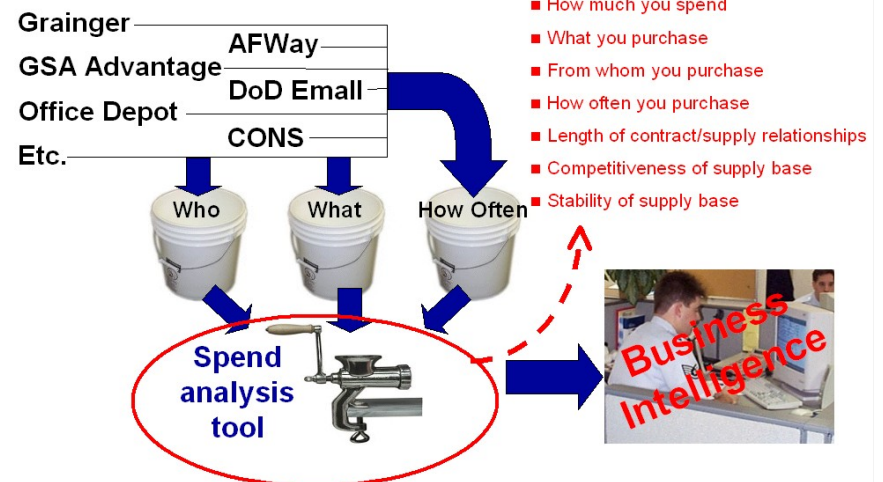 Grainger
AFWay
GSA Advantage
DoD Emall
Office Depot
CONS
Etc.
Who
What
How Often
How much you spend
What you purchase
From whom you purchase
How often you purchase
Length of contract/supply relationships
Competitiveness of supply base
Stability of supply base
Spend
analysis
tool
Business
Intelligence